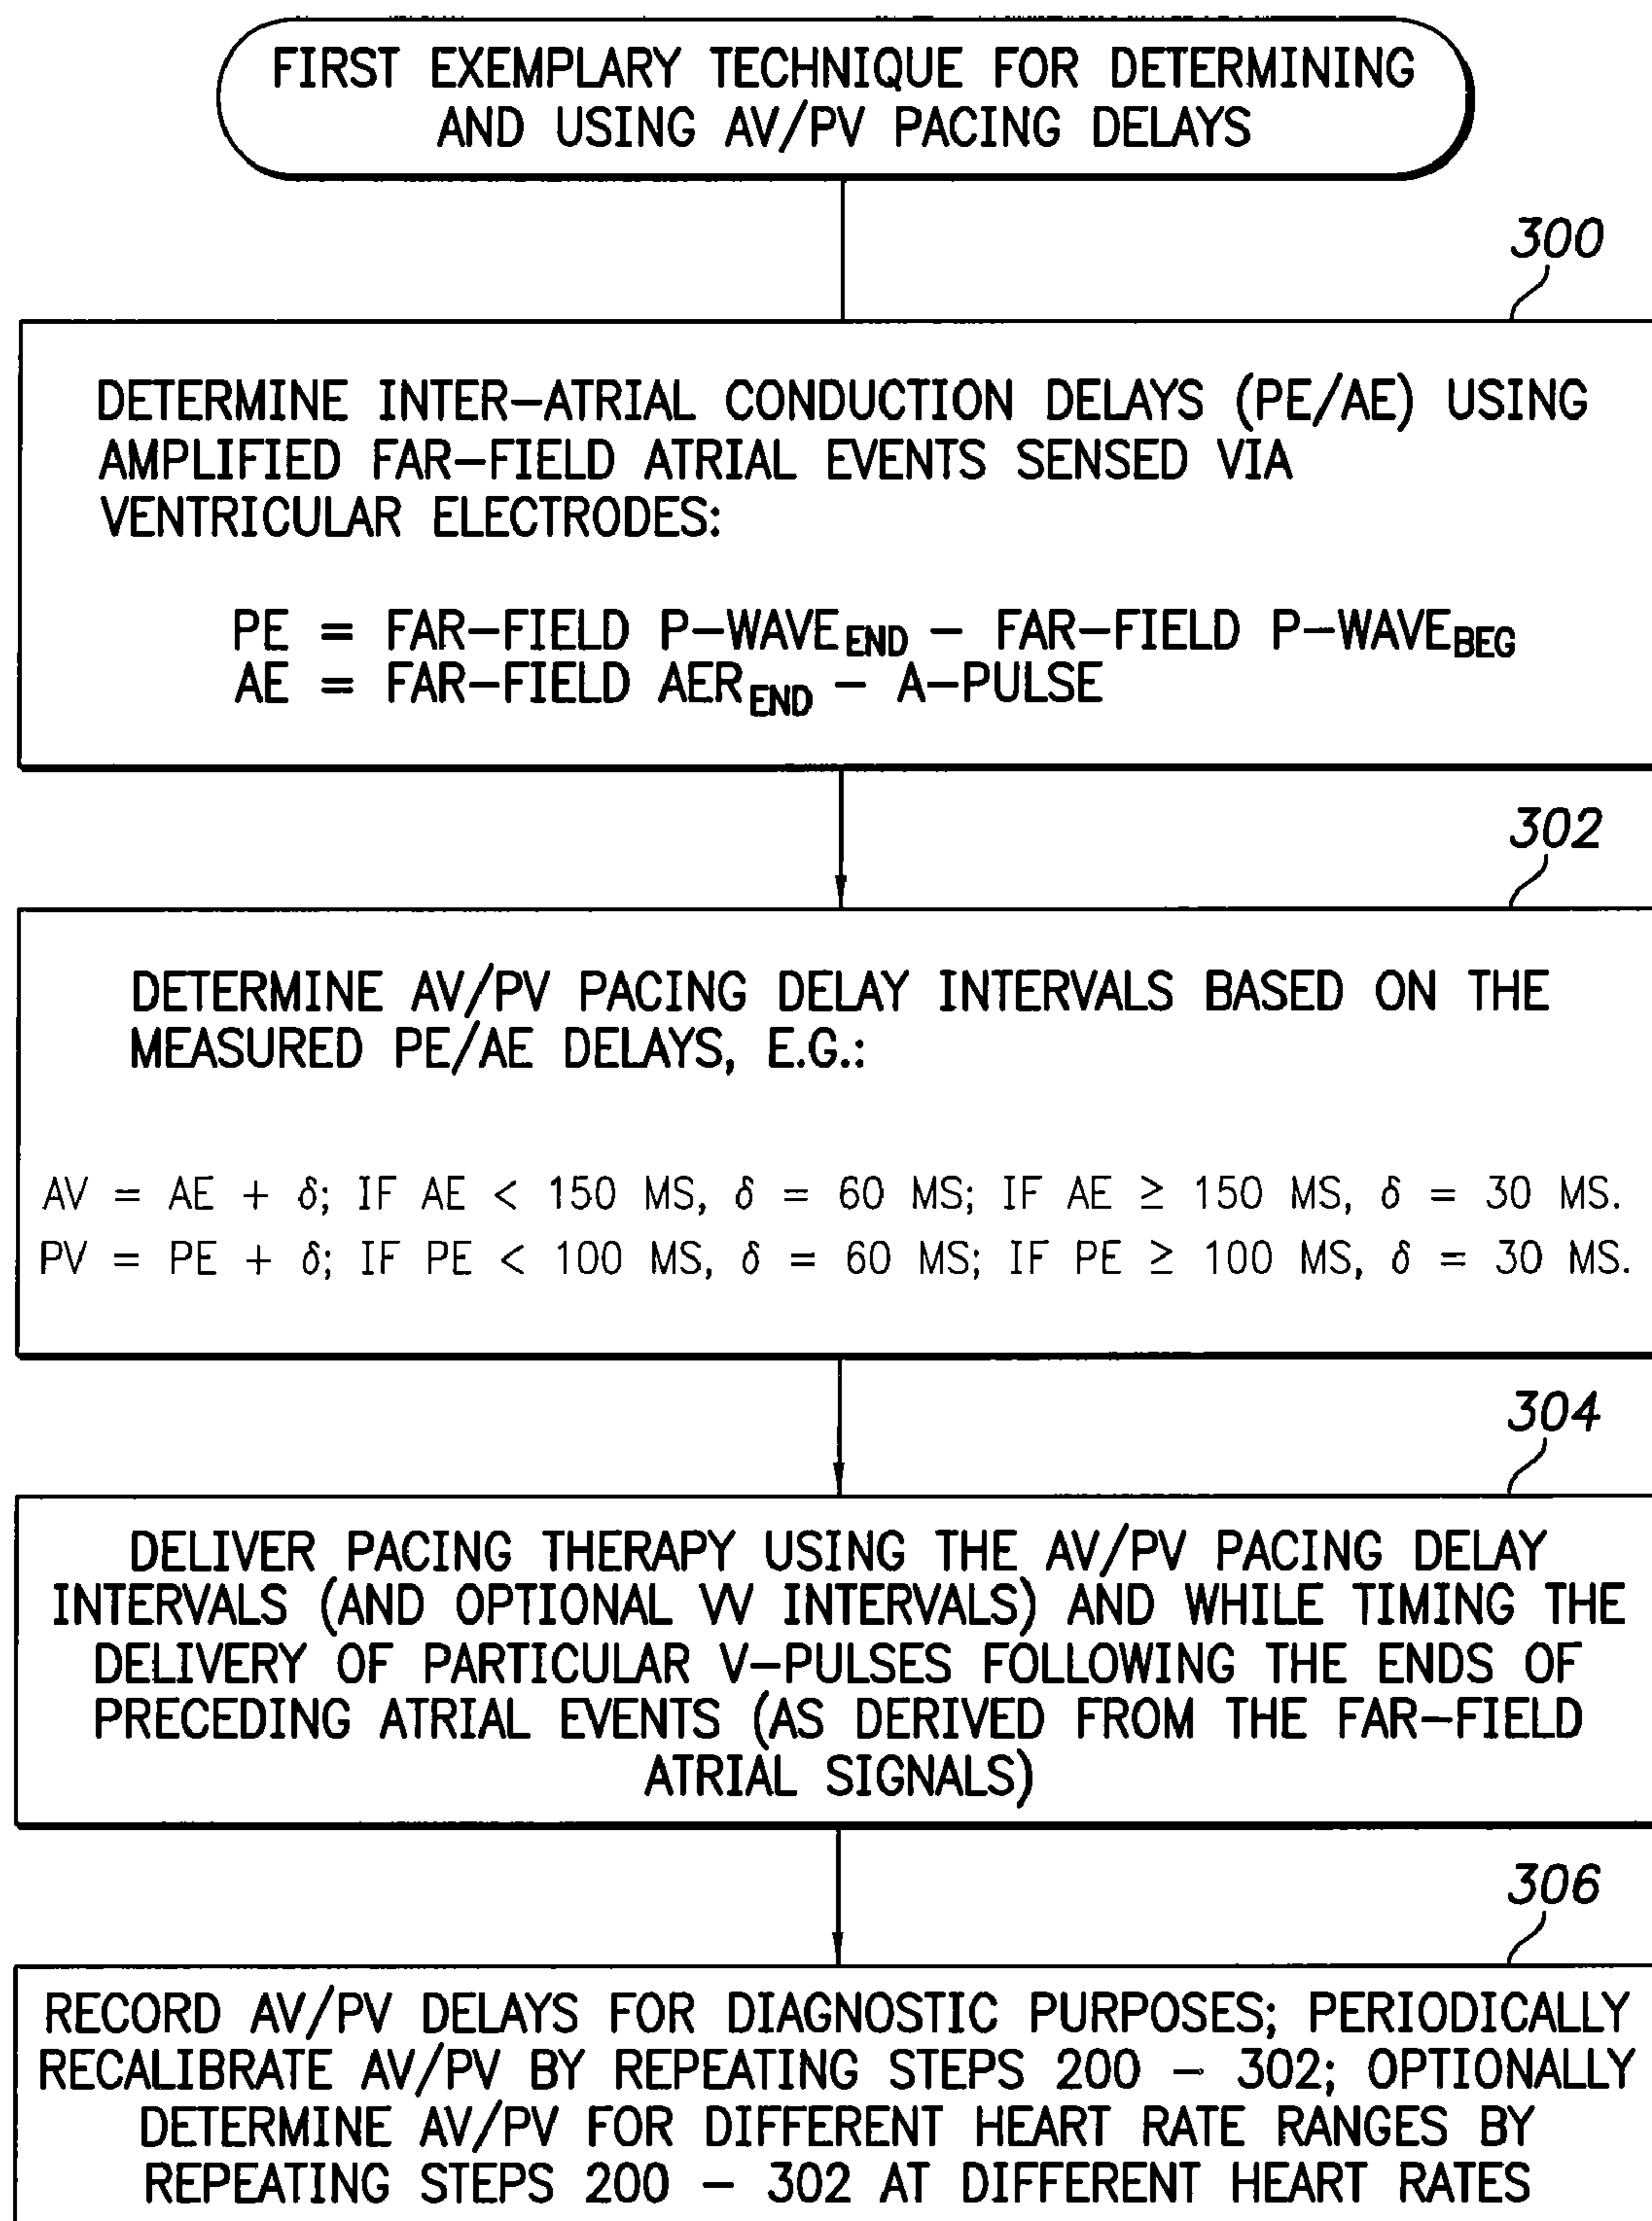 FIRST EXEMPLARY TECHNIQUE FOR DETERMINING
AND USING AV/PV PACING DELAYS
300
DETERMINE INTER-ATRIAL CONDUCTION DELAYS (PE/AE) USING
AMPLIFIED FAR-FIELD ATRIAL EVENTS SENSED VIA
VENTRICULAR ELECTRODES:
PE = FAR-FIELD P-WAVE END - FAR-FIELD P-WAVE BEG
AE = FAR-FIELD AER END - A-PULSE
302
DETERMINE AV/PV PACING DELAY INTERVALS BASED ON THE
MEASURED PE/AE DELAYS, E.G.:
AV = AE + δ; IF AE < 150 MS, δ = 60 MS; IF AE ≥ 150 MS, δ = 30 MS.
PV = PE + δ; IF PE < 100 MS, δ = 60 MS; IF PE ≥ 100 MS, δ = 30 MS.
304
DELIVER PACING THERAPY USING THE AV/PV PACING DELAY
INTERVALS (AND OPTIONAL VV INTERVALS) AND WHILE TIMING THE
DELIVERY OF PARTICULAR V-PULSES FOLLOWING THE ENDS OF
PRECEDING ATRIAL EVENTS (AS DERIVED FROM THE FAR-FIELD
ATRIAL SIGNALS)
306
RECORD AV/PV DELAYS FOR DIAGNOSTIC PURPOSES; PERIODICALLY
RECALIBRATE AV/PV BY REPEATING STEPS 200 - 302; OPTIONALLY
DETERMINE AV/PV FOR DIFFERENT HEART RATE RANGES BY
REPEATING STEPS 200 - 302 AT DIFFERENT HEART RATES